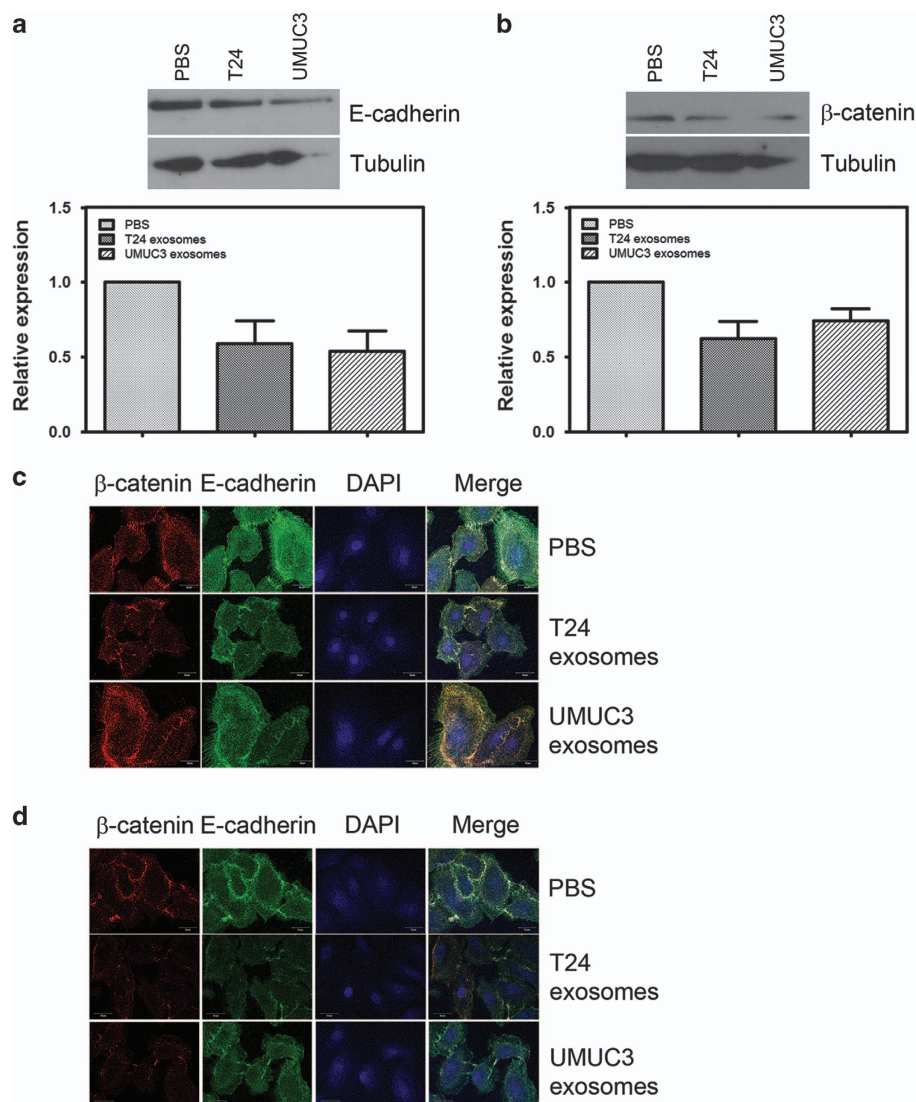 a
PBS
T24
UMUC3
E-cadherin
Tubulin
Relative expression
1.5
1.0
0.5
0.0
PBS
T24 exosomes
UMUC3 exosomes
b
PBS
T24
UMUC3
β-catenin
Tubulin
Relative expression
1.5
1.0
0.5
0.0
PBS
T24 exosomes
UMUC3 exosomes
c
β-catenin E-cadherin DAPI Merge
PBS
T24
exosomes
UMUC3
exosomes
d
β-catenin E-cadherin DAPI Merge
PBS
T24
exosomes
UMUC3
exosomes